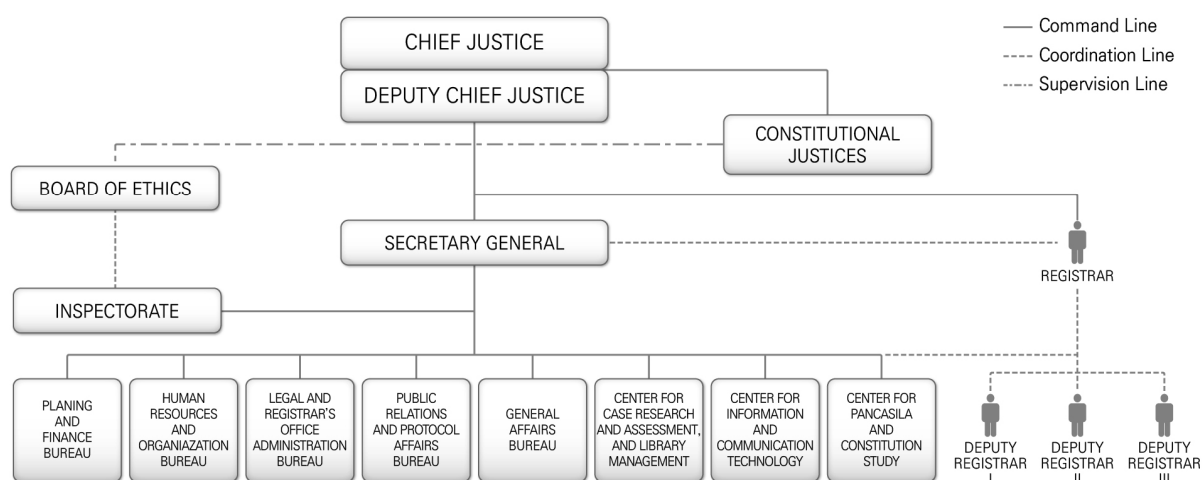 CHIEF JUSTICE
DEPUTY CHIEF JUSTICE
Command Line
Coordination Line
Supervision Line
CONSTITUTIONAL
JUSTICES
BOARD OF ETHICS
SECRETARY GENERAL
REGISTRAR
INSPECTORATE
PLANING
AND
FINANCE
BUREAU
HUMAN
RESOURCES
AND
ORGANIAZATION
BUREAU
LEGAL AND
REGISTRAR'S
OFFICE
ADMINISTRATION
BUREAU
PUBLIC
RELATIONS
AND PROTOCOL
AFFAIRS
BUREAU
GENERAL
AFFAIRS
BUREAU
CENTER FOR
CASE RESEARCH
AND ASSESSMENT,
AND LIBRARY
MANAGEMENT
CENTER FOR
INFORMATION
AND
COMMUNICATION
TECHNOLOGY
CENTER FOR
PANCASILA
AND
CONSTITUTION
STUDY
DEPUTY
REGISTRAR
I
DEPUTY
REGISTRAR
II
DEPUTY
REGISTRAR
III